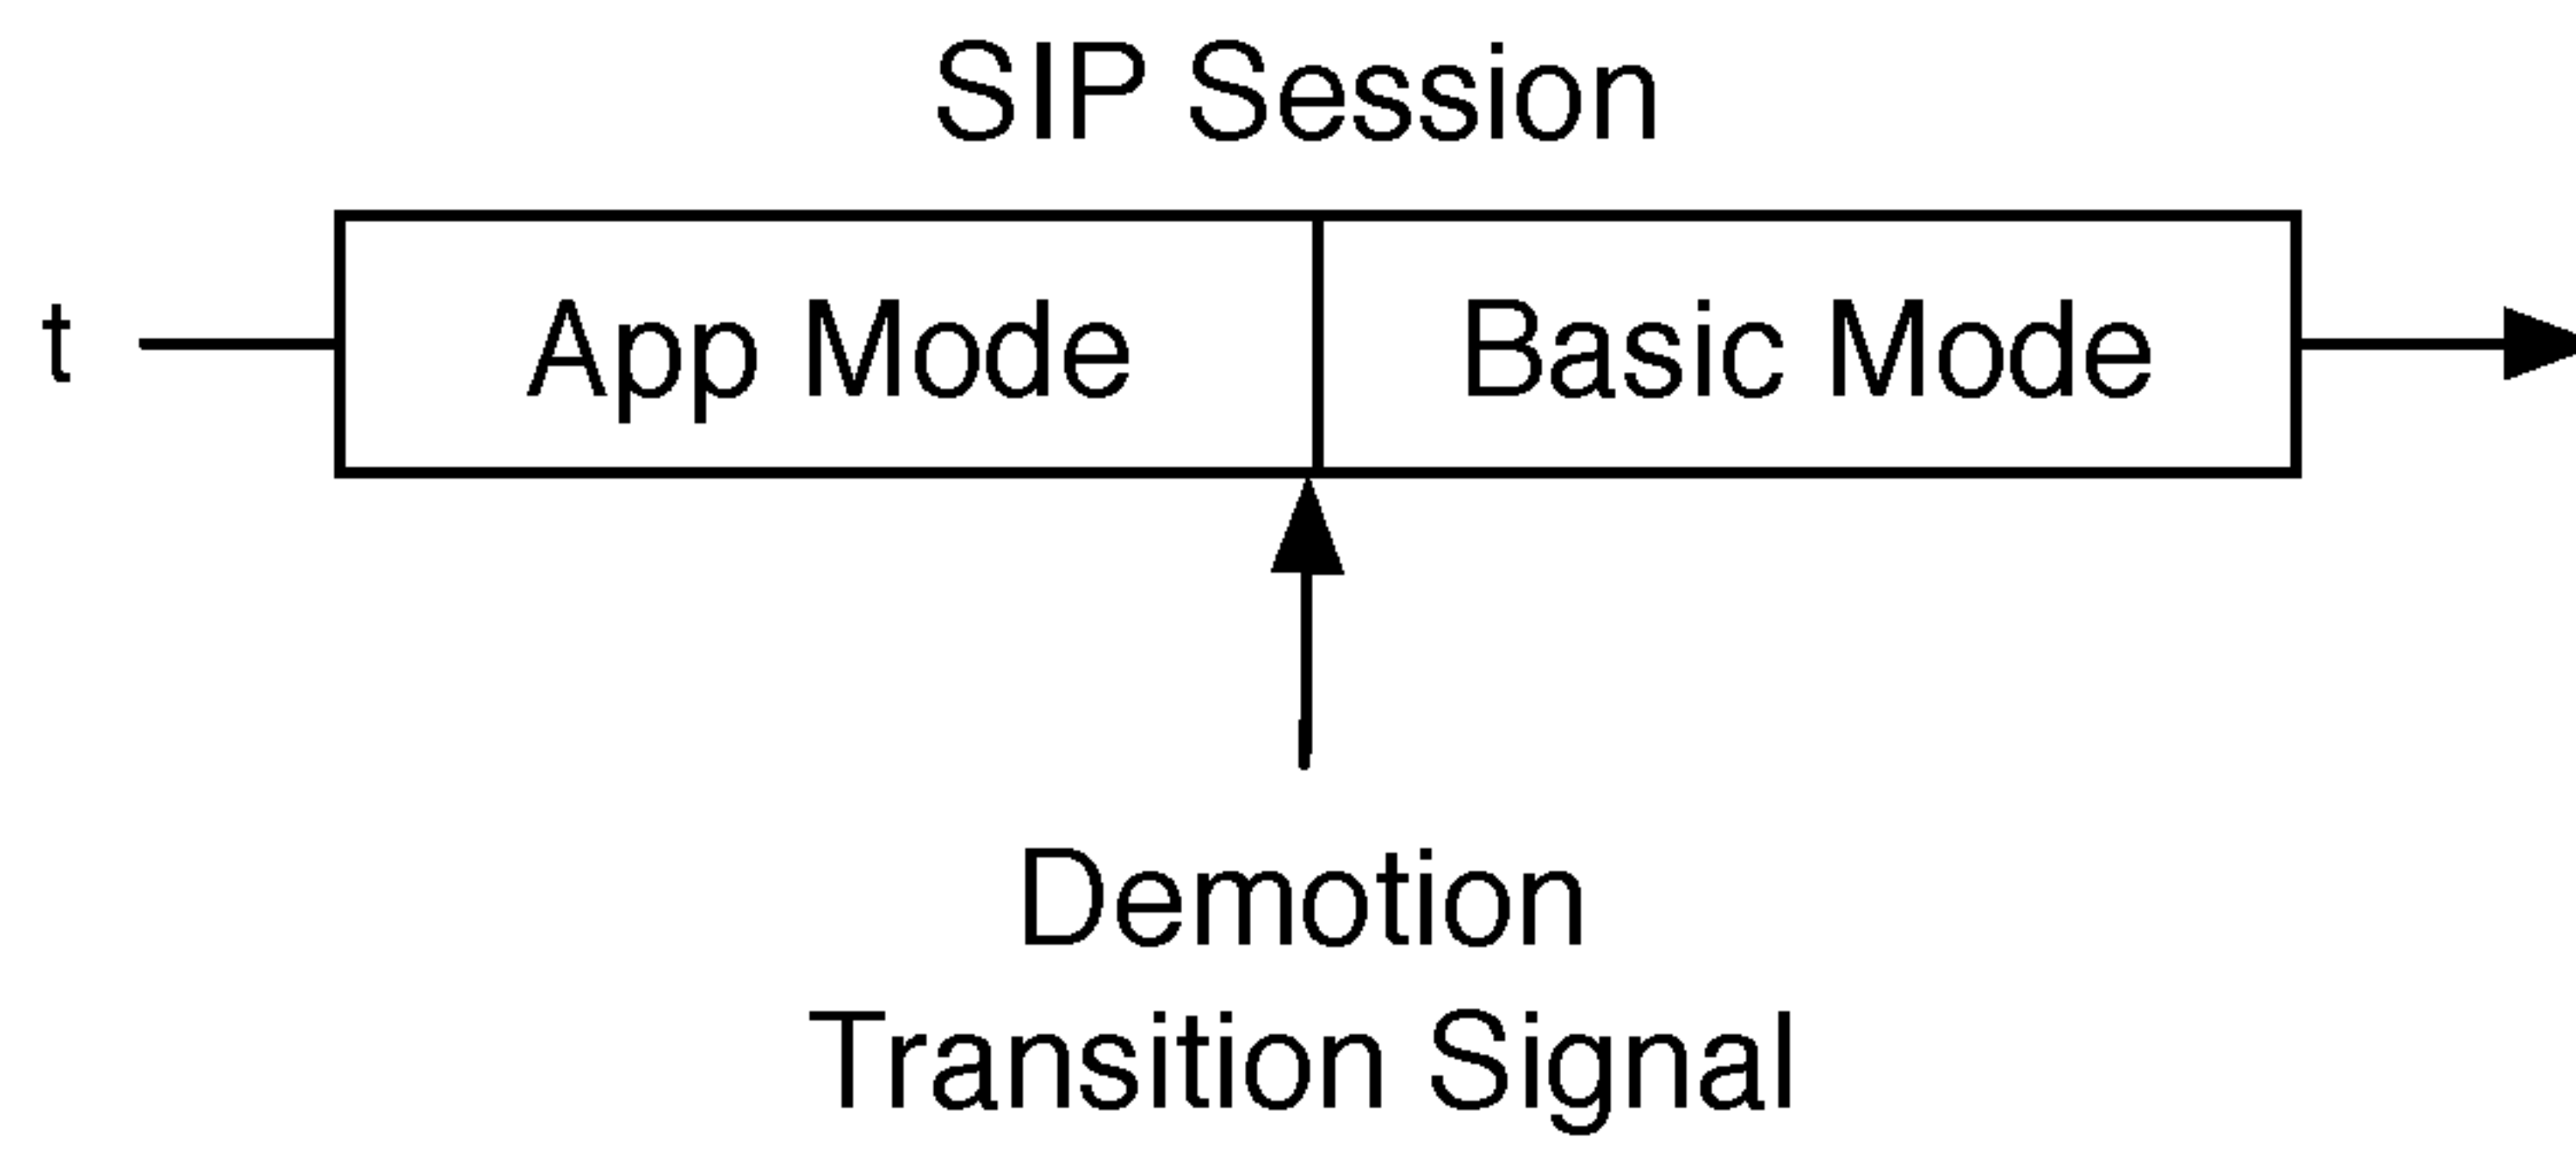 SIP Session
t
App Mode
Basic Mode
Demotion
Transition Signal